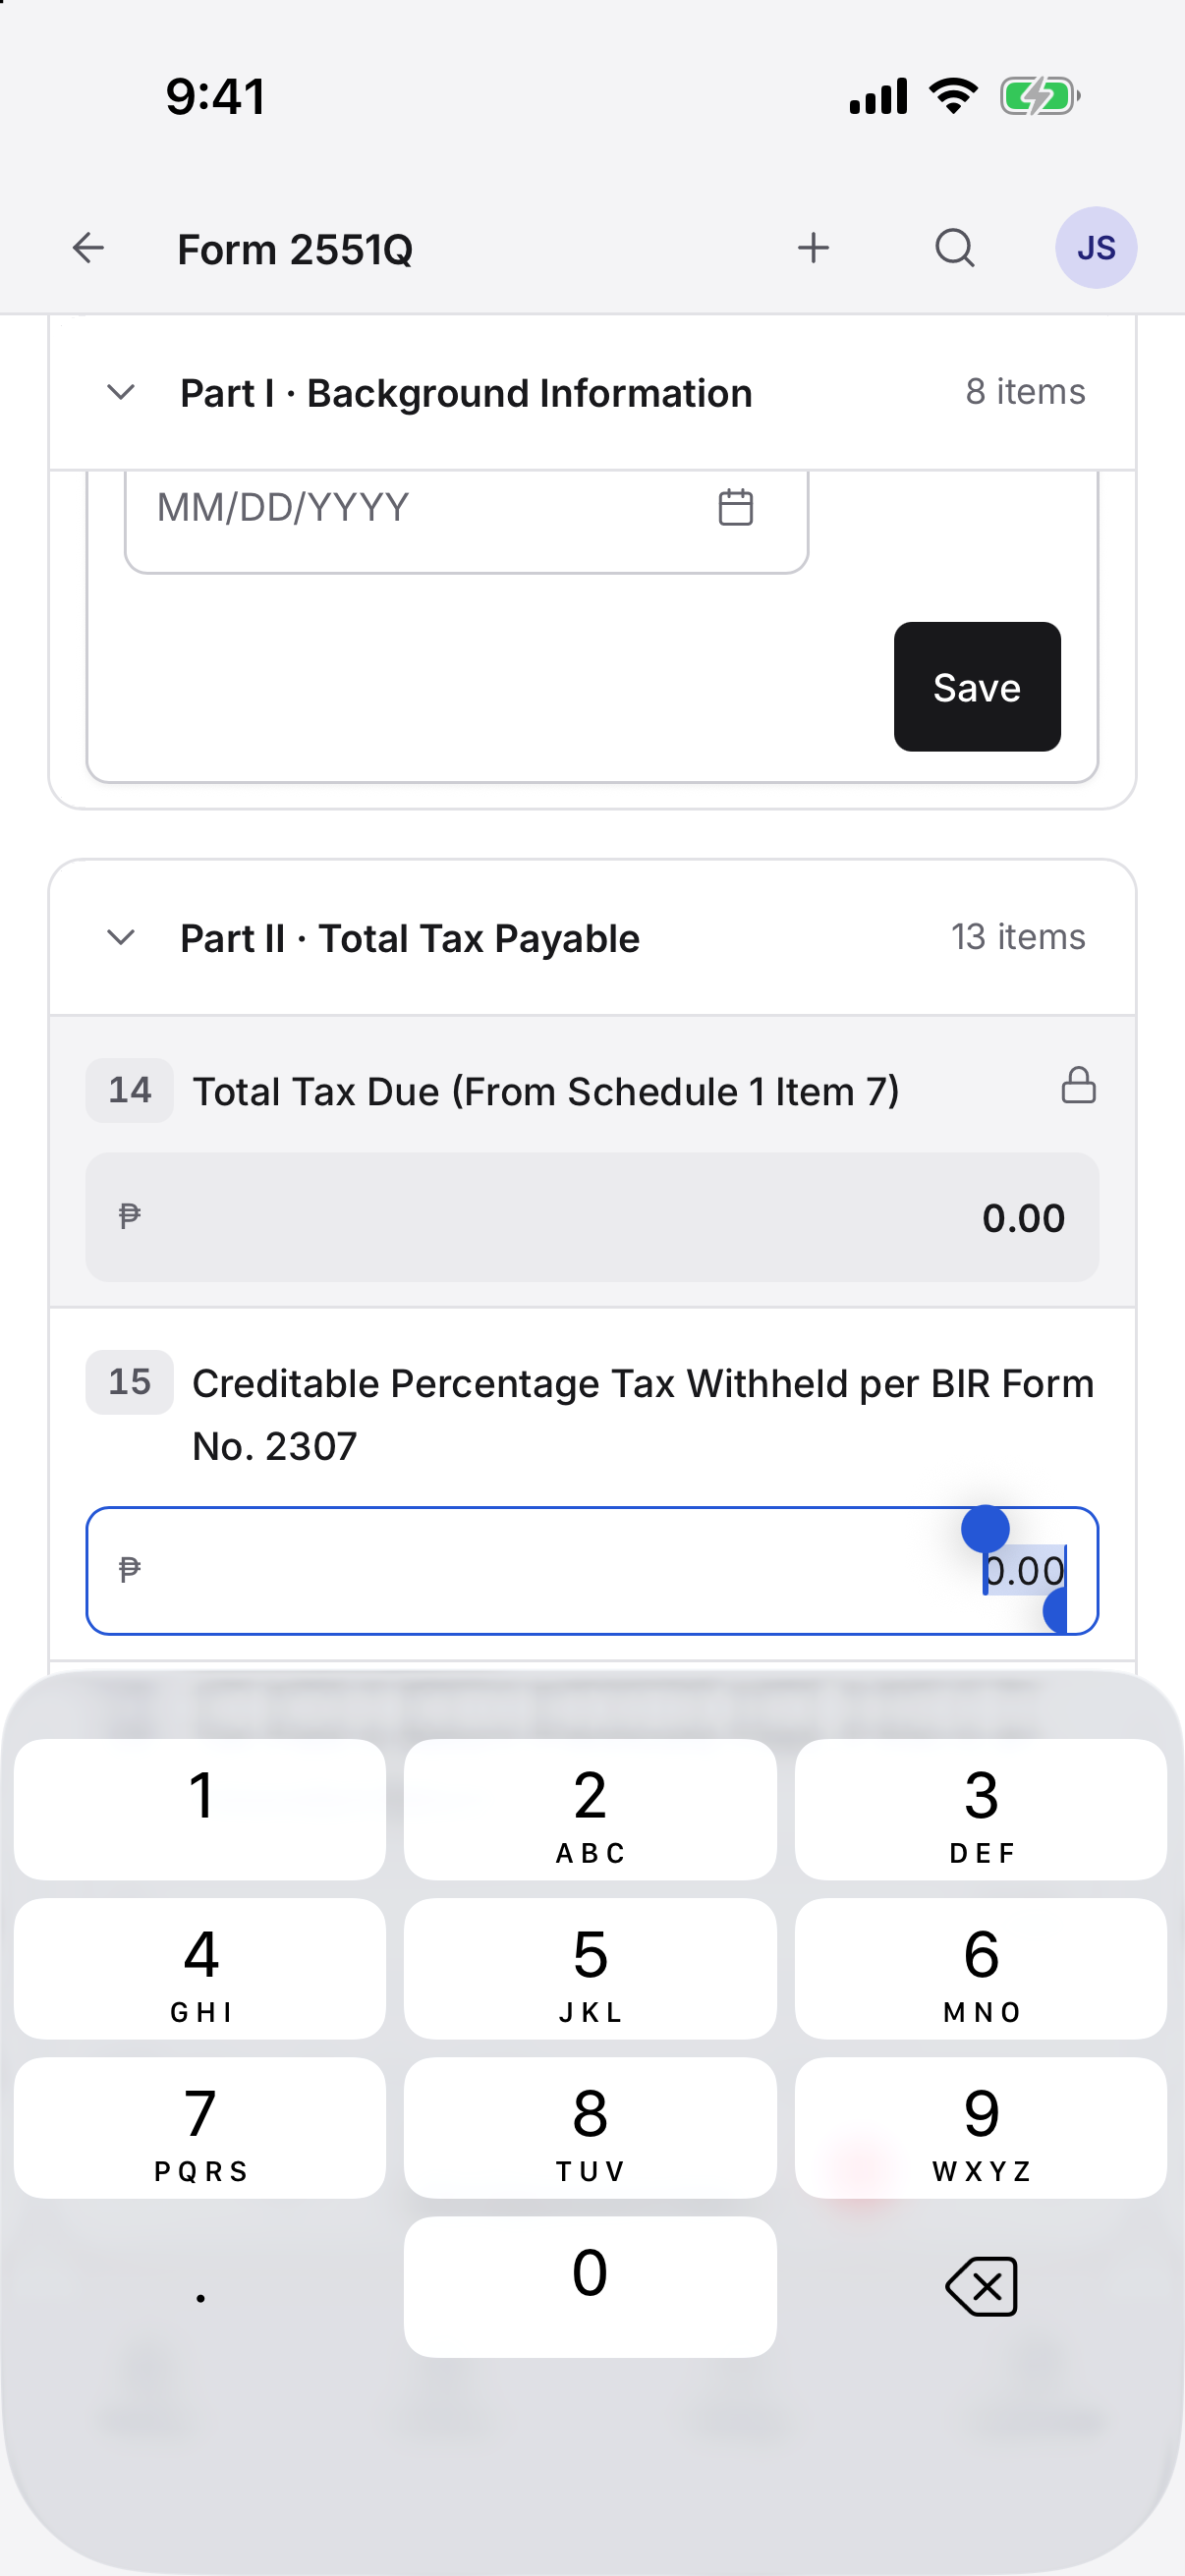 9:41
Form 2551Q
JS
Part I · Background Information
8 items
MM/DD/YYYY
Save
Part II · Total Tax Payable
13 items
14 Total Tax Due (From Schedule 1 Item 7)
₱ 0.00
15 Creditable Percentage Tax Withheld per BIR Form
No. 2307
₱ 0.00
1
2
ABC
3
DEF
4
GHI
5
JKL
6
MNO
7
PQRS
8
TUV
9
WXYZ
.
0